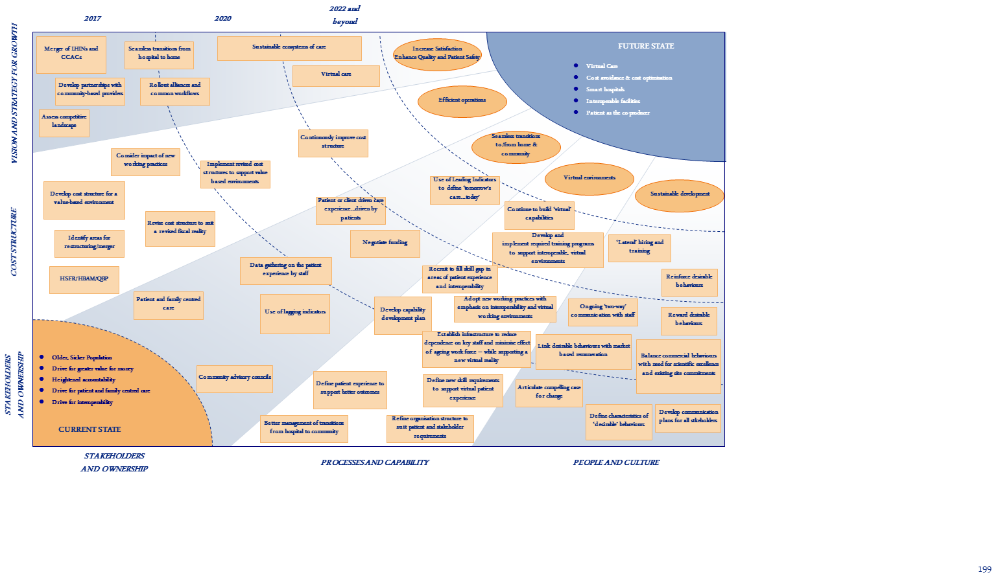 2017
2020
2022 and
beyond
VISION AND STRATEGY FOR GROWTH
COST STRUCTURE
STAKEHOLDERS
AND OWNERSHIP
Merger of LHINs and
CCACs
Seamless transitions from
hospital to home
Sustainable ecosystems of care
Virtual care
Develop partnerships with
community-based providers
Rollout alliances and
common workflows
Assess competitive
landscape
Increase Satisfaction
Enhance Quality and Patient Safety
Efficient operations
Seamless transitions
to/from home &
community
Virtual environments
Sustainable development
FUTURE STATE
Virtual Care
Cost avoidance & cost optimisation
Smart hospitals
Interoperable facilities
Patient as the co-producer
Consider impact of new
working practices
Implement revised cost
structures to support value
based environments
Continuously improve cost
structure
Develop cost structure for a
value-based environment
Revise cost structure to suit
a revised fiscal reality
Identify areas for
restructuring/merger
HSFR/HBAM/QBP
Patient and family centred
care
Patient or client driven care
experience...driven by
patients
Negotiate funding
Data gathering on the patient
experience by staff
Use of lagging indicators
Use of Leading Indicators
to define 'tomorrow's
care...today'
Continue to build 'virtual'
capabilities
Develop and
implement required training programs
to support interoperable, virtual
environments
'Lateral' hiring and
training
Recruit to fill skill gap in
areas of patient experience
and interoperability
Reinforce desirable
behaviours
Develop capability
development plan
Adopt new working practices with
emphasis on interoperability and virtual
working environments
Ongoing 'two-way'
communic-ation with staff
Reward desirable
behaviours
Establish infrastructure to reduce
dependence on key staff and minimise effect
of ageing work force – while supporting a
new virtual reality
Link desirable behaviours with market
based remuneration
Balance commercial behaviours
with need for scientific excellence
and existing site commitments
Older, Sicker Population
Drive for greater value for money
Heightened accountability
Drive for patient and family centred care
Drive for interoperability
CURRENT STATE
Community advisory councils
Define patient experience to
support better outcomes
Define new skill requirements
to support virtual patient
experience
Articulate compelling case
for change
Better management of transitions
from hospital to community
Refine organisation structure to
suit patient and stakeholder
requirements
Define characteristics of
'desirable' behaviours
Develop communication
plans for all stkeholders
STAKEHOLDERS
AND OWNERSHIP
PROCESSES AND CAPABILITY
PEOPLE AND CULTURE
199